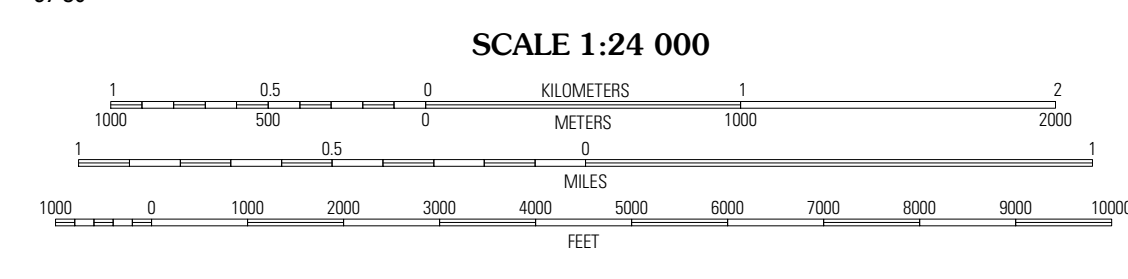 SCALE 1:24 000
1 0.5 0 KILOMETERS 1 2
1000 500 0 METERS 1000 2000
1 0.5 0 1
MILES
1000 0 1000 2000 3000 4000 5000 6000 7000 8000 9000 10000
FEET